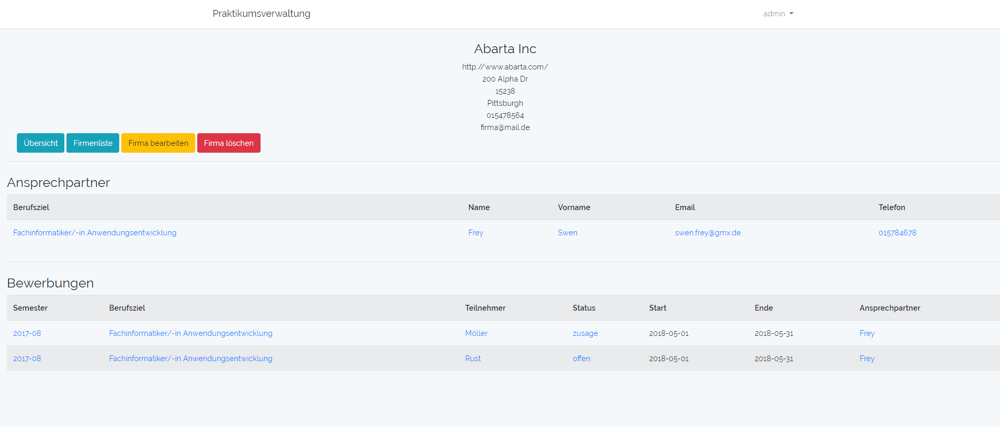 Praktikumsverwaltung admin
Abarta Inc
http://www.abarta.com/
200 Alpha Dr
15238
Pittsburgh
015478564
firma@mail.de
Übersicht Firmenliste Firma bearbeiten Firma löschen
Ansprechpartner
Berufsziel Name Vorname Email Telefon
Fachinformatiker/-in Anwendungsentwicklung Frey Swen swen.frey@gmx.de 015784678
Bewerbungen
Semester Berufsziel Teilnehmer Status Start Ende Ansprechpartner
2017-08 Fachinformatiker/-in Anwendungsentwicklung Möller zusage 2018-05-01 2018-05-31 Frey
2017-08 Fachinformatiker/-in Anwendungsentwicklung Rust offen 2018-05-01 2018-05-31 Frey